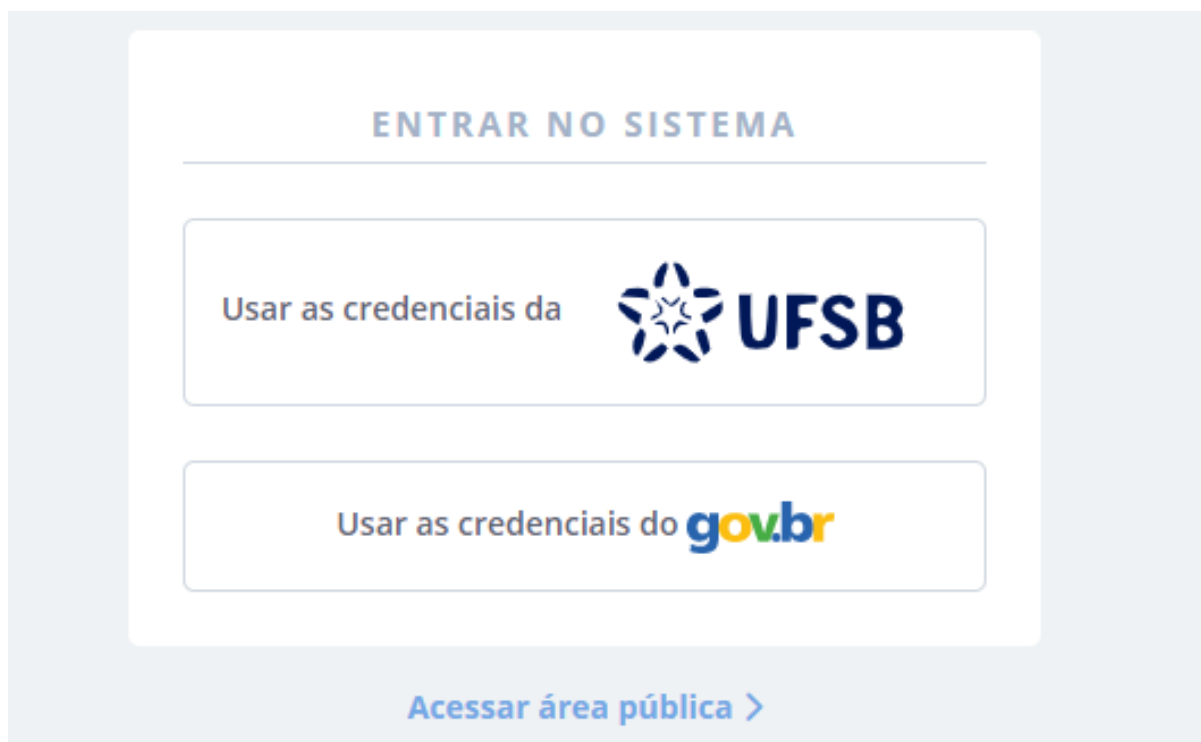 ENTRAR NO SISTEMA
Usar as credenciais da UFSB
Usar as credenciais do gov.br
Acessar área pública >